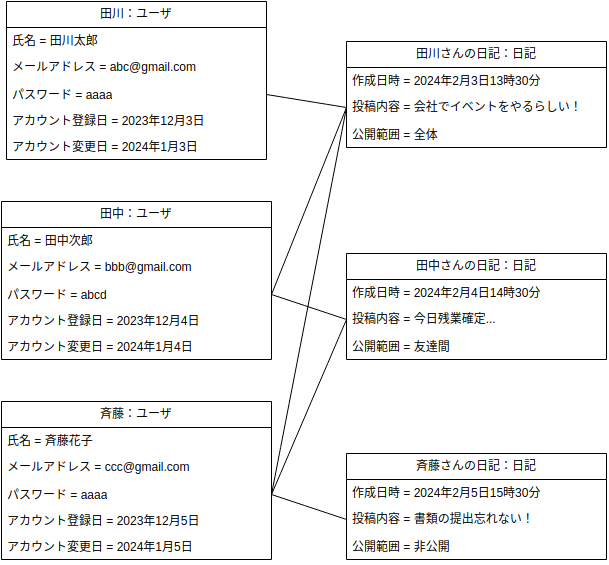 田川：ユーザ
氏名 = 田川太郎
メールアドレス = abc@gmail.com
パスワード = aaaa
アカウント登録日 = 2023年12月3日
アカウント変更日 = 2024年1月3日
田川さんの日記：日記
作成日時 = 2024年2月3日13時30分
投稿内容 = 会社でイベントをやるらしい！
公開範囲 = 全体
田中：ユーザ
氏名 = 田中次郎
メールアドレス = bbb@gmail.com
パスワード = abcd
アカウント登録日 = 2023年12月4日
アカウント変更日 = 2024年1月4日
田中さんの日記：日記
作成日時 = 2024年2月4日14時30分
投稿内容 = 今日残業確定...
公開範囲 = 友達間
斉藤：ユーザ
氏名 = 斉藤花子
メールアドレス = ccc@gmail.com
パスワード = aaaa
アカウント登録日 = 2023年12月5日
アカウント変更日 = 2024年1月5日
斉藤さんの日記：日記
作成日時 = 2024年2月5日15時30分
投稿内容 = 書類の提出忘れない！
公開範囲 = 非公開